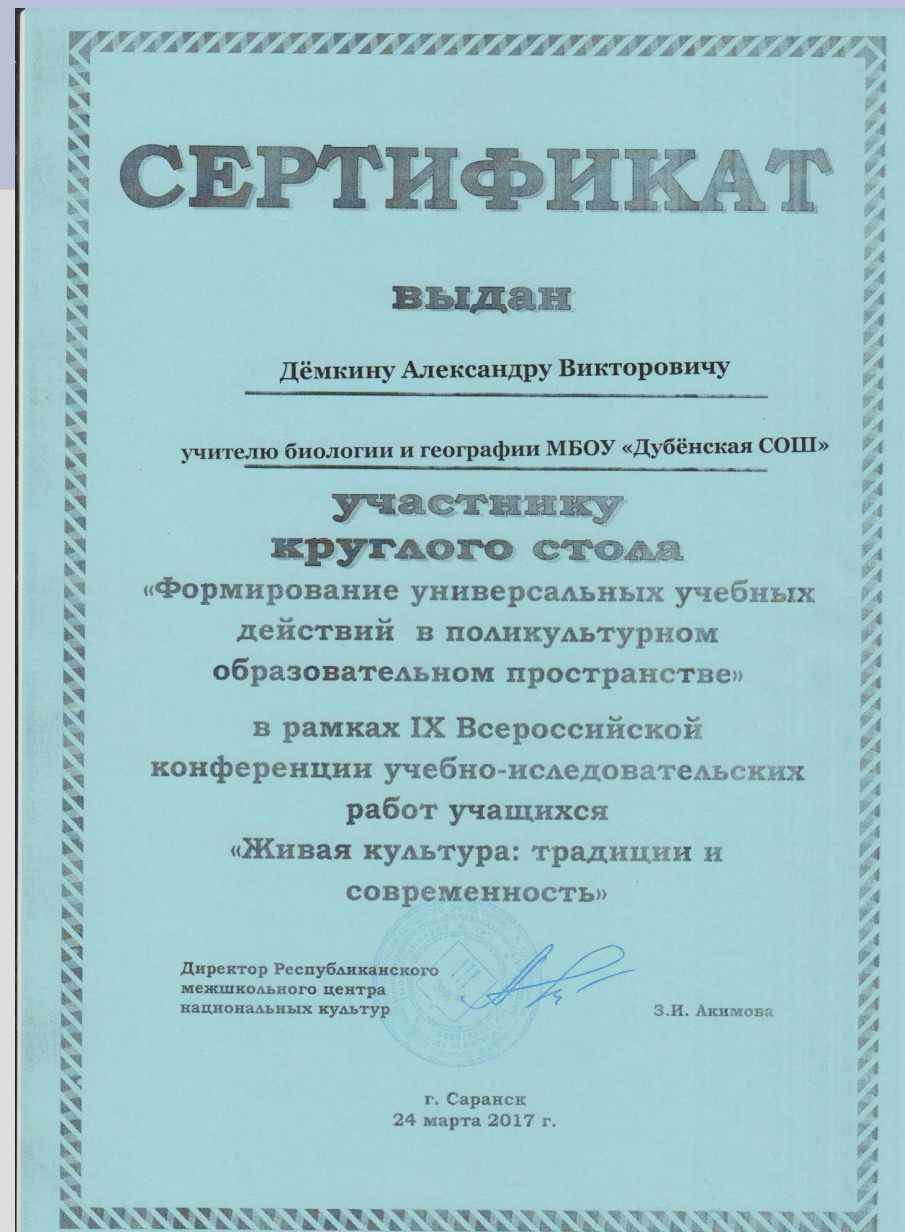 СЕРТИФИКАТ
выдан
Дёмкину Александру Викторовичу
учителю биологии и географии МБОУ «Дубёнская СОШ»
участнику
круглого стола
«Формирование универсальных учебных
действий в поликультурном
образовательном пространстве»
в рамках IX Всероссийской
конференции учебно-иследовательских
работ учащихся
«Живая культура: традиции и
современность»
Директор Республиканского
межшкольного центра
национальных культур
З.И. Акимова
г. Саранск
24 марта 2017 г.